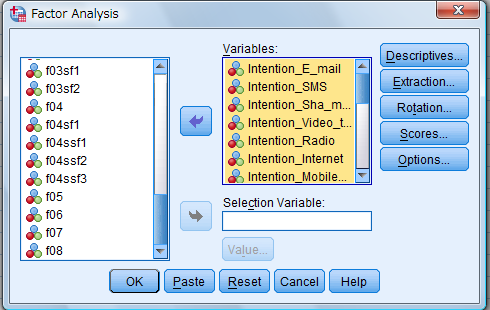 Factor Analysis
f03sf1
f03sf2
f04
f04sf1
f04ssf1
f04ssf2
f04ssf3
f05
f06
f07
f08
Variables:
Intention_E_mail
Intention_SMS
Intention_Sha_m...
Intention_Video_t...
Intention_Radio
Intention_Internet
Intention_Mobile...
Selection Variable:
Value...
Descriptives...
Extraction...
Rotation...
Scores...
Options...
OK
Paste
Reset
Cancel
Help